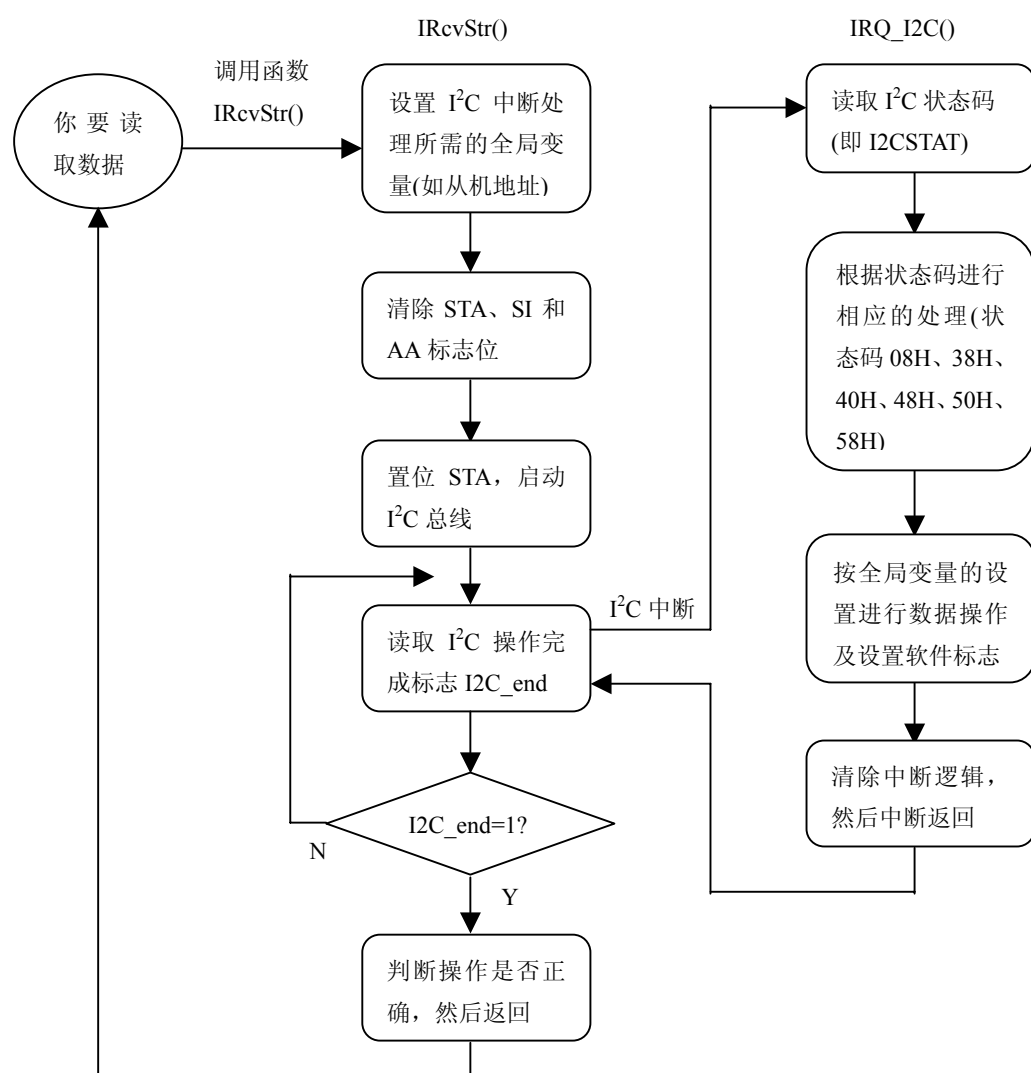 IRcvStr()
IRQ_I2C()
调用函数
IRcvStr()
你要读
取数据
设置 I²C 中断处
理所需的全局变
量(如从机地址)
清除 STA、SI 和
AA 标志位
置位 STA，启动
I²C 总线
读取 I²C 操作完
成标志 I2C_end
I²C 中断
I2C_end=1?
N
Y
判断操作是否正
确，然后返回
读取 I²C 状态码
(即 I2CSTAT)
根据状态码进行
相应的处理(状
态码 08H、38H、
40H、48H、50H、
58H)
按全局变量的设
置进行数据操作
及设置软件标志
清除中断逻辑，
然后中断返回